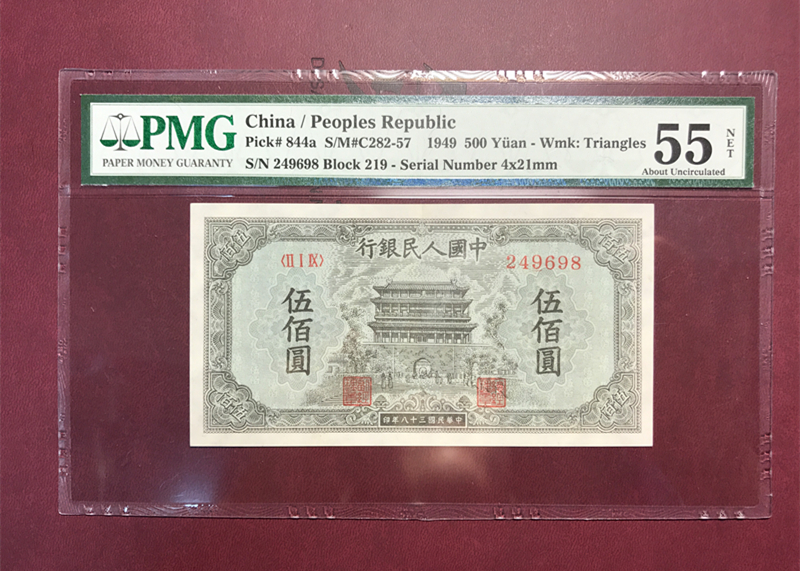 PMG
PAPER MONEY GUARANTY
China / Peoples Republic
Pick# 844a S/M#C282-57 1949 500 Yüan - Wmk: Triangles
S/N 249698 Block 219 - Serial Number 4x21mm
55
NET
About Uncirculated
行銀民人國中
〈II I IX〉
249698
伍佰圓
伍佰圓
印年八十三國民華中